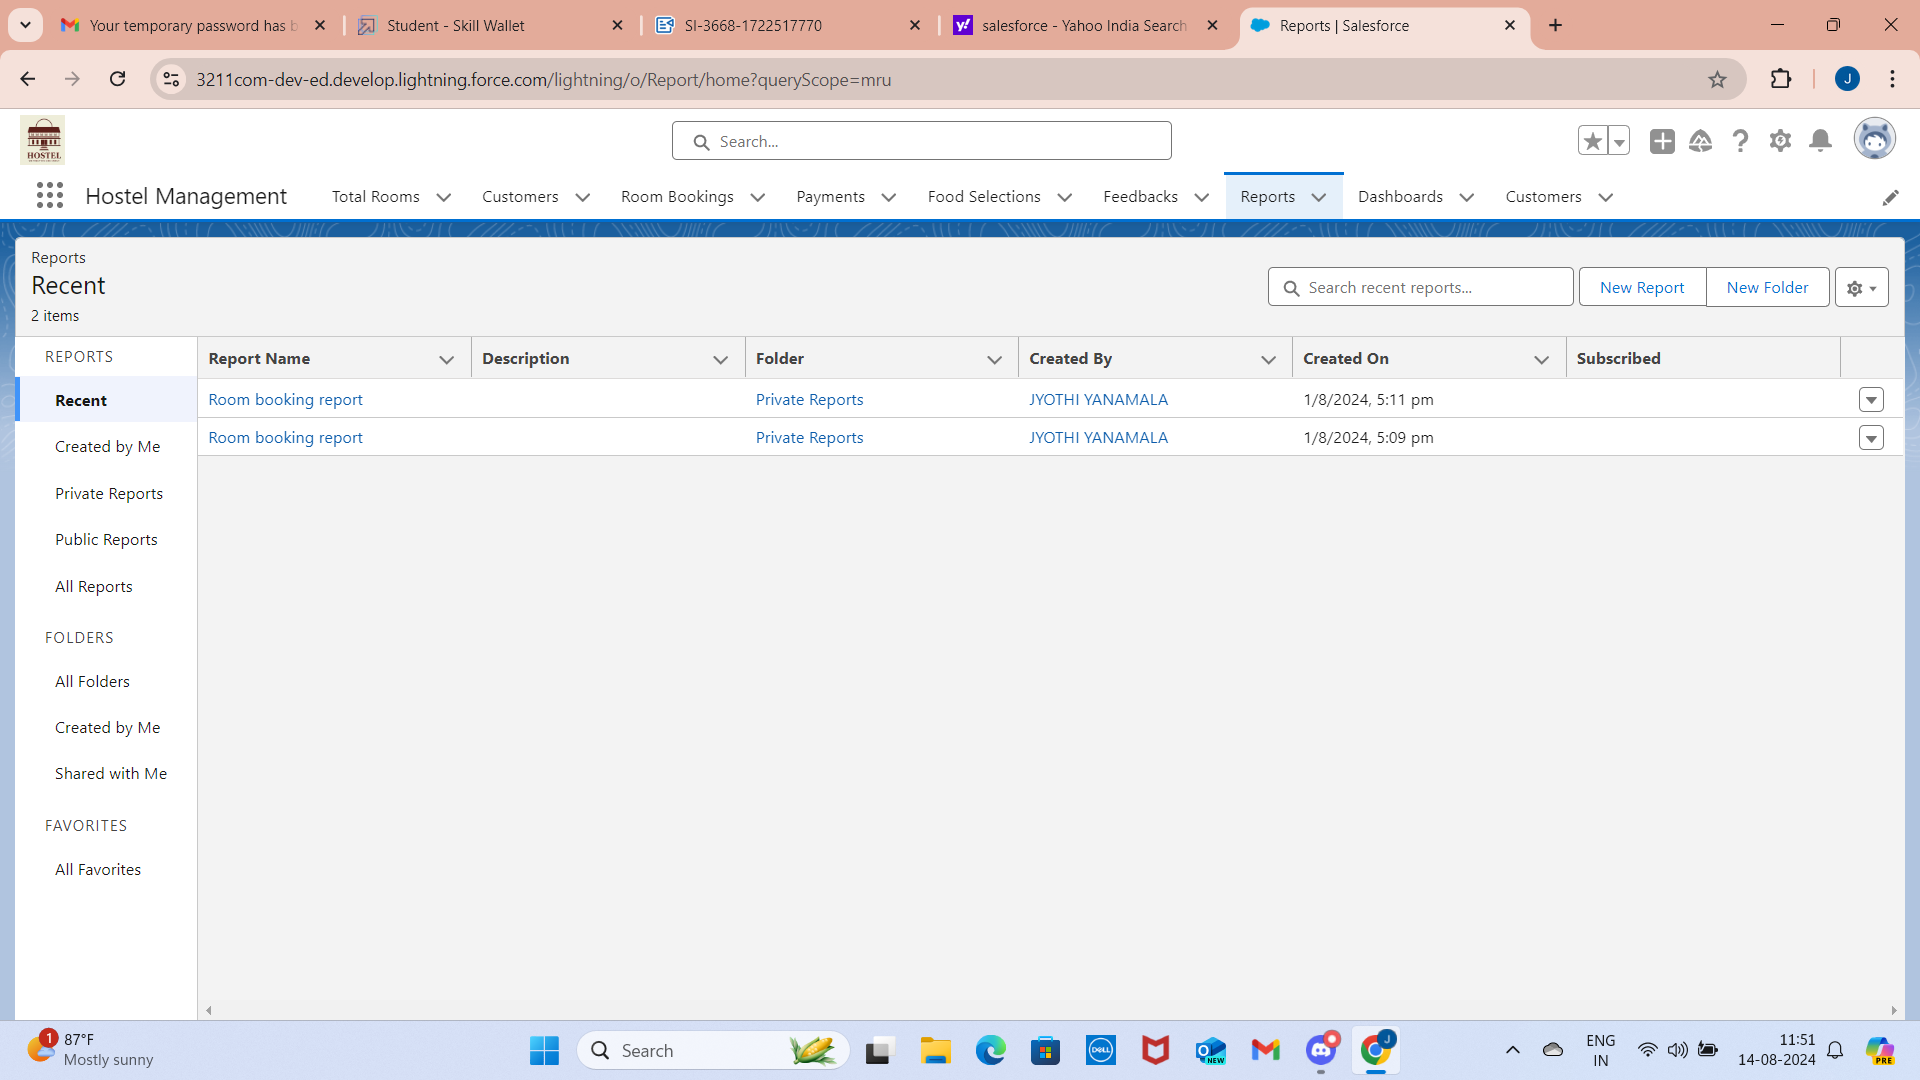 Your temporary password has b
Student - Skill Wallet
SI-3668-1722517770
salesforce - Yahoo India Search
Reports | Salesforce
3211com-dev-ed.develop.lightning.force.com/lightning/o/Report/home?queryScope=mru
J
HOSTEL
Search...
Hostel Management
Total Rooms
Customers
Room Bookings
Payments
Food Selections
Feedbacks
Reports
Dashboards
Customers
Reports
Recent
2 items
Search recent reports...
New Report
New Folder
REPORTS
Recent
Created by Me
Private Reports
Public Reports
All Reports
FOLDERS
All Folders
Created by Me
Shared with Me
FAVORITES
All Favorites
Report Name Description Folder Created By Created On Subscribed
Room booking report Private Reports JYOTHI YANAMALA 1/8/2024, 5:11 pm
Room booking report Private Reports JYOTHI YANAMALA 1/8/2024, 5:09 pm
1
87°F
Mostly sunny
Search
DELL
NEW
J
ENG
IN
11:51
14-08-2024
PRE